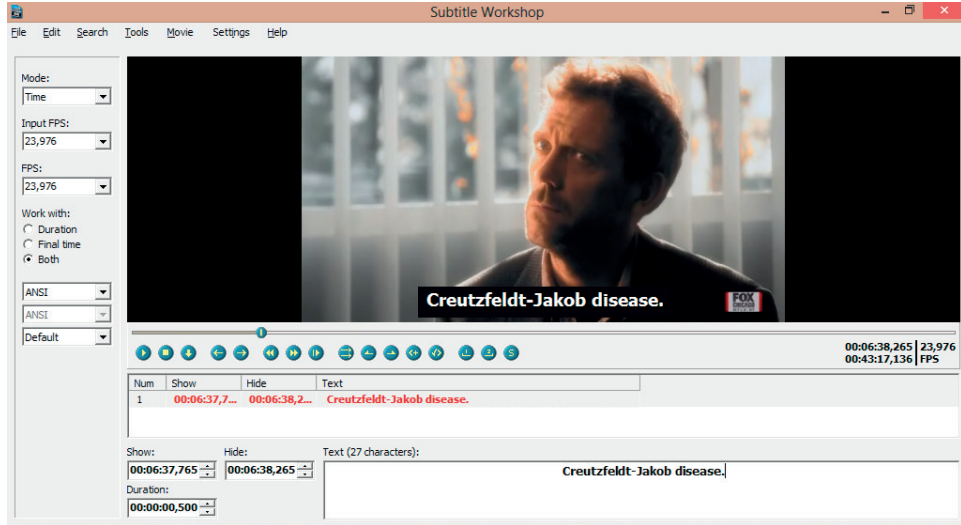 Subtitle Workshop
File Edit Search Tools Movie Settings Help
Mode:
Time
Input FPS:
23,976
FPS:
23,976
Work with:
Duration
Final time
Both
ANSI
ANSI
Default
Creutzfeldt-Jakob disease.
FOX
00:06:38,265 23,976
00:43:17,136 FPS
Num Show Hide Text
1 00:06:37,7... 00:06:38,2... Creutzfeldt-Jakob disease.
Show: Hide: Text (27 characters):
00:06:37,765 00:06:38,265 Creutzfeldt-Jakob disease.
Duration:
00:00:00,500